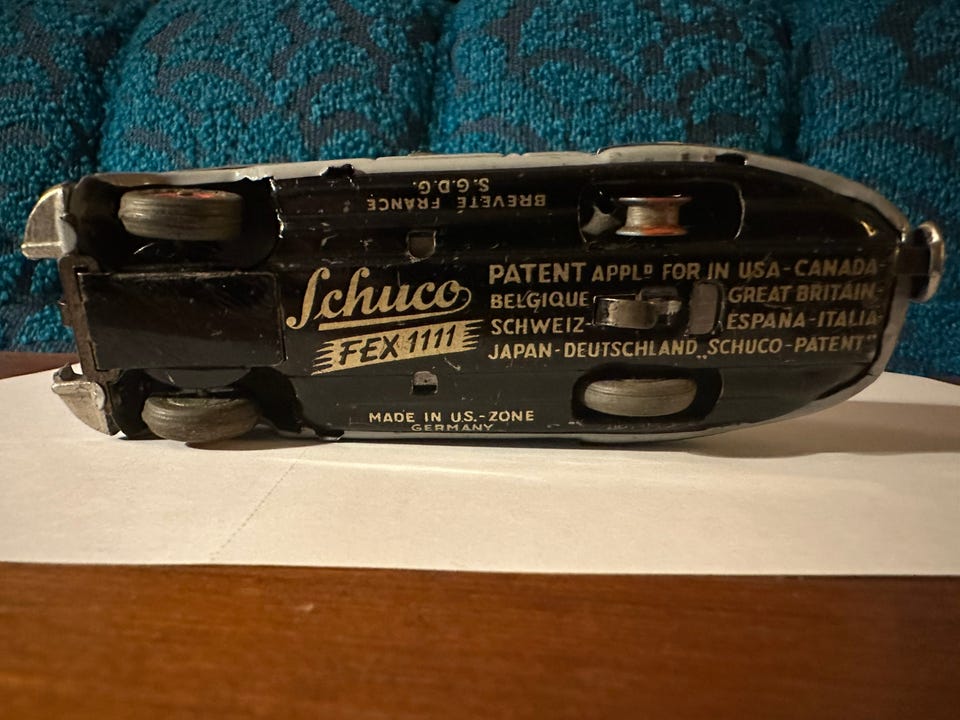 BREVETÉ FRANCE
S.G.D.G.
Schuco
FEX 1111
PATENT APPLD FOR IN USA-CANADA-
BELGIQUE GREAT BRITAIN-
SCHWEIZ- ESPAÑA-ITALIA
JAPAN-DEUTSCHLAND „SCHUCO-PATENT"
MADE IN U.S.-ZONE
GERMANY